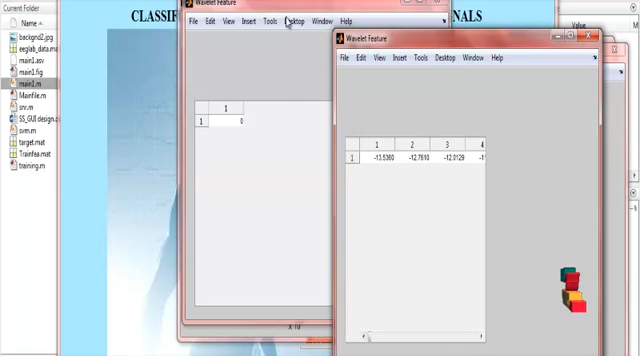 Current Folder
Name
backgnd2.jpg
eeglab_data.ma
main1.asv
main1.fig
main1.m
Mainfile.m
snr.m
SS_GUI design.c
svm.m
target.mat
Trainfea.mat
training.m
CLASSIF
NALS
Value
Wavelet Feature
File Edit View Insert Tools Desktop Window Help
1
1 0
X 10
Wavelet Feature
File Edit View Insert Tools Desktop Window Help
1 2 3 4
1 -13.5360 -12.7610 -12.0129 -11